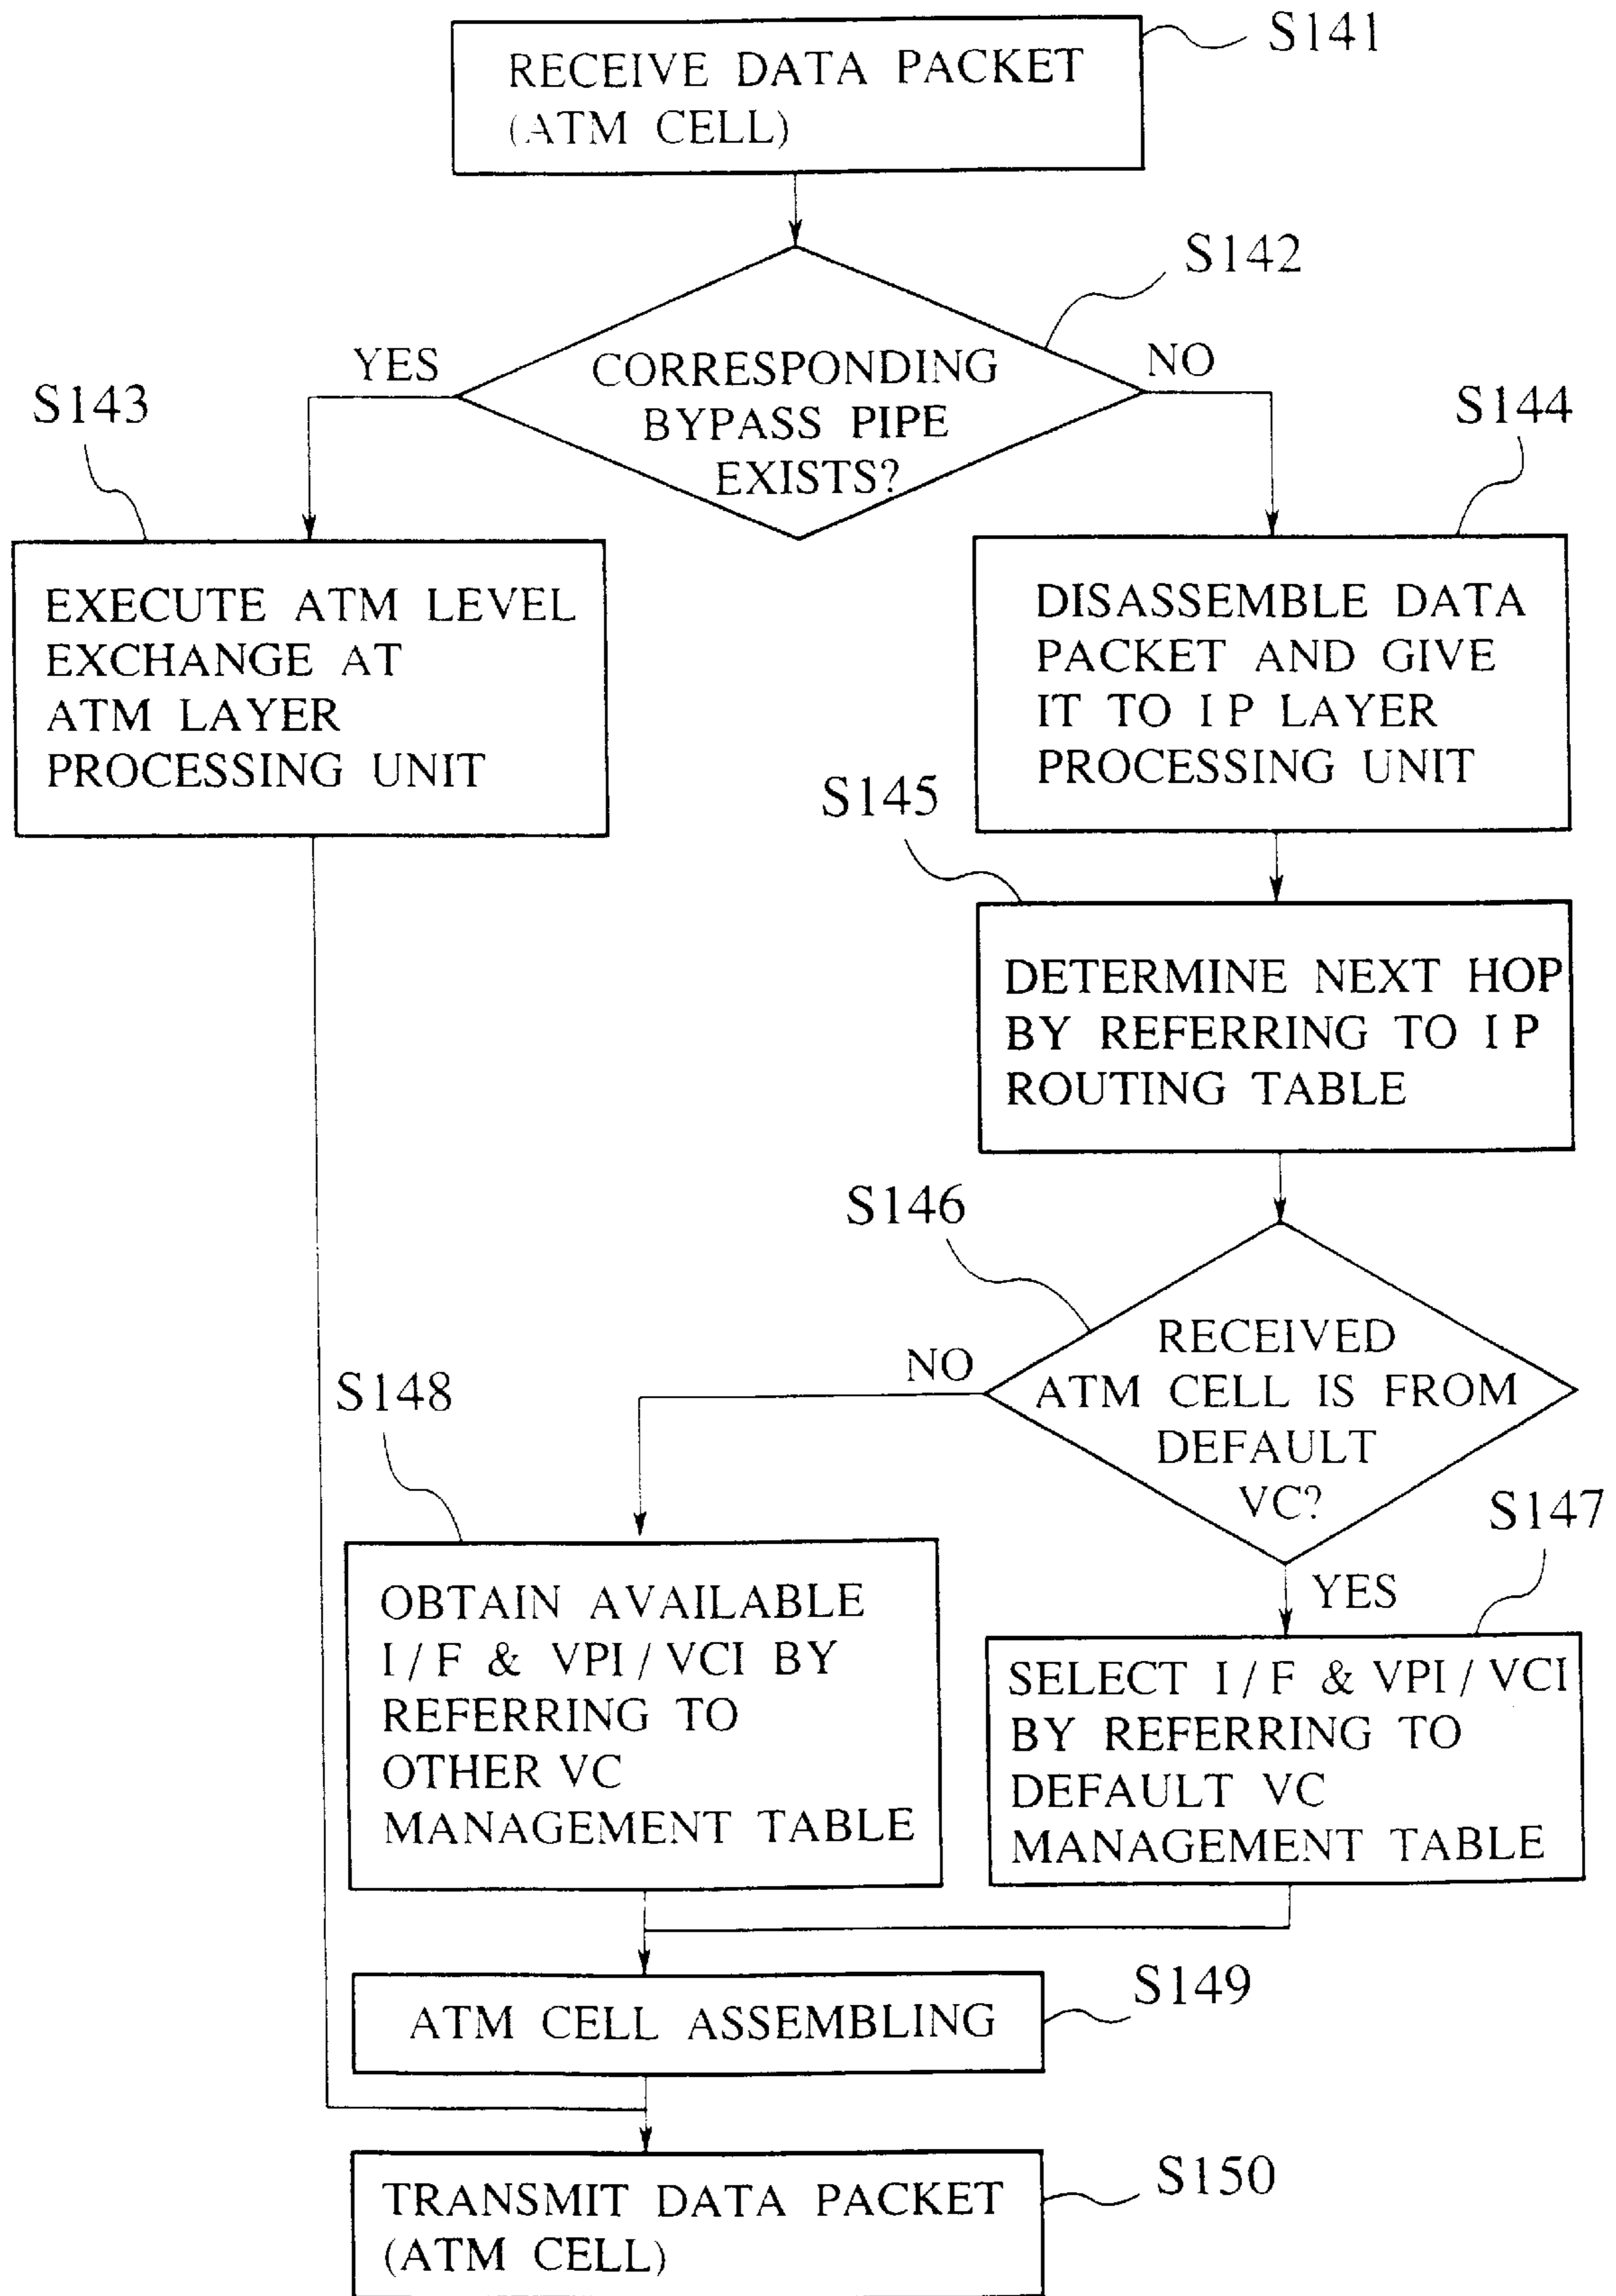 S141
RECEIVE DATA PACKET
(ATM CELL)
S142
YES
CORRESPONDING
BYPASS PIPE
EXISTS?
NO
S143
EXECUTE ATM LEVEL
EXCHANGE AT
ATM LAYER
PROCESSING UNIT
S144
DISASSEMBLE DATA
PACKET AND GIVE
IT TO IP LAYER
PROCESSING UNIT
S145
DETERMINE NEXT HOP
BY REFERRING TO IP
ROUTING TABLE
S146
RECEIVED
ATM CELL IS FROM
DEFAULT
VC?
NO
YES
S148
OBTAIN AVAILABLE
I/F & VPI/VCI BY
REFERRING TO
OTHER VC
MANAGEMENT TABLE
S147
SELECT I/F & VPI/VCI
BY REFERRING TO
DEFAULT VC
MANAGEMENT TABLE
S149
ATM CELL ASSEMBLING
S150
TRANSMIT DATA PACKET
(ATM CELL)